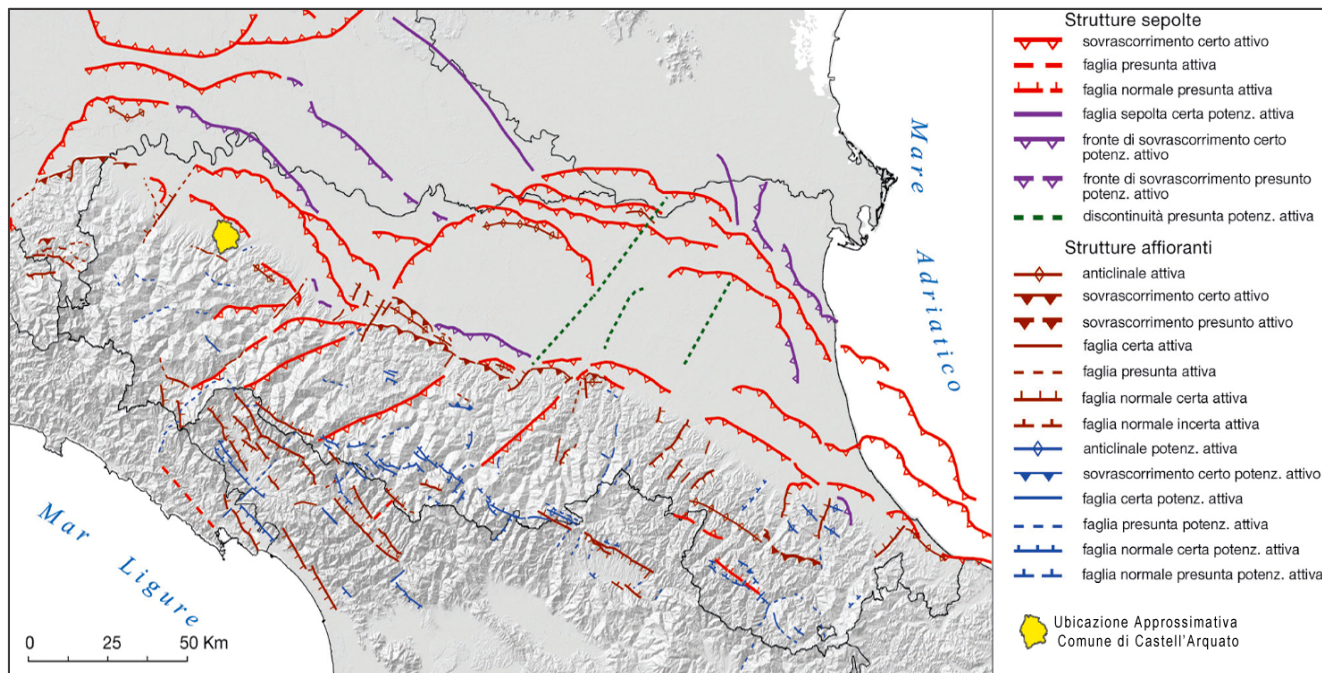 Mare Adriatico
Mar Ligure
0 25 50 Km
Strutture sepolte
sovrascorrimento certo attivo
faglia presunta attiva
faglia normale presunta attiva
faglia sepolta certa potenz. attiva
fronte di sovrascorrimento certo
potenz. attivo
fronte di sovrascorrimento presunto
potenz. attivo
discontinuità presunta potenz. attiva
Strutture affioranti
anticlinale attiva
sovrascorrimento certo attivo
sovrascorrimento presunto attivo
faglia certa attiva
faglia presunta attiva
faglia normale certa attiva
faglia normale incerta attiva
anticlinale potenz. attiva
sovrascorrimento certo potenz. attivo
faglia certa potenz. attiva
faglia presunta potenz. attiva
faglia normale certa potenz. attiva
faglia normale presunta potenz. attiva
Ubicazione Approssimativa
Comune di Castell'Arquato